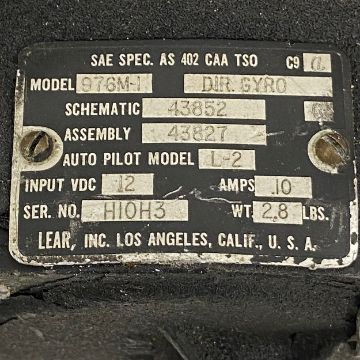 SAE SPEC. AS 402 CAA TSO C9 a
MODEL 976M-1 DIR. GYRO
SCHEMATIC 43852
ASSEMBLY 43827
AUTO PILOT MODEL L-2
INPUT VDC 12 AMPS .10
SER. NO. H10H3 WT. 2.8 LBS.
LEAR, INC. LOS ANGELES, CALIF., U. S. A.